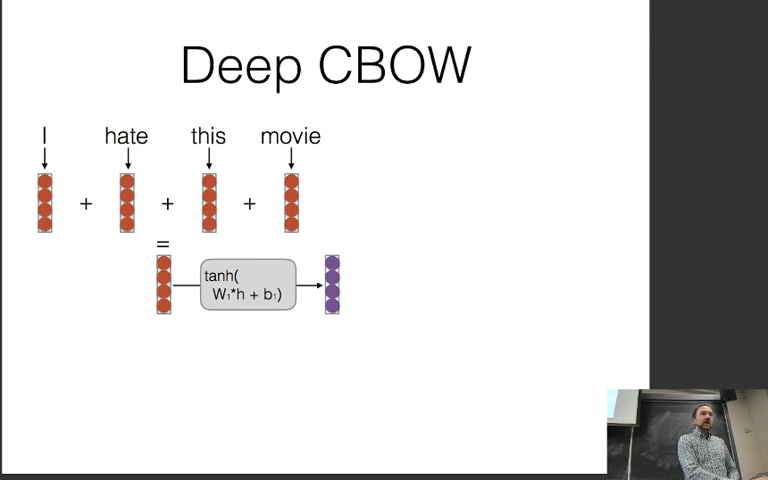 Deep CBOW
I hate this movie
+ + +
=
tanh(
W₁*h + b₁)